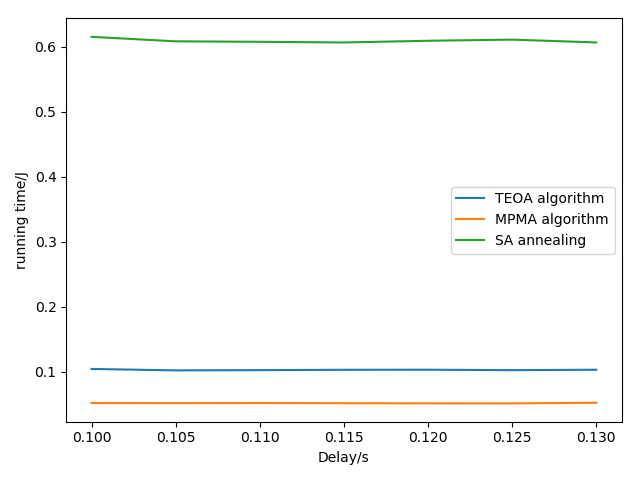 0.6
0.5
0.4
0.3
0.2
0.1
running time/J
TEOA algorithm
MPMA algorithm
SA annealing
0.100 0.105 0.110 0.115 0.120 0.125 0.130
Delay/s